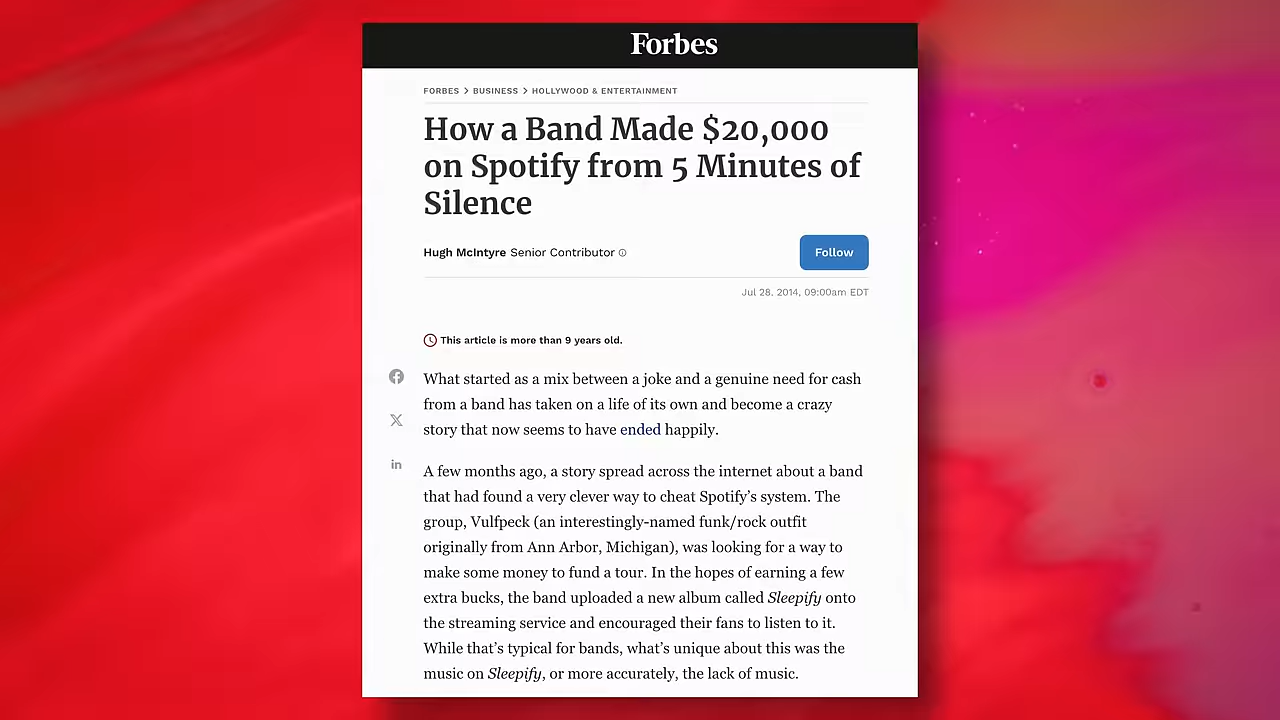 Forbes
FORBES > BUSINESS > HOLLYWOOD & ENTERTAINMENT
How a Band Made $20,000
on Spotify from 5 Minutes of
Silence
Hugh McIntyre Senior Contributor
Follow
Jul 28, 2014, 09:00am EDT
This article is more than 9 years old.
What started as a mix between a joke and a genuine need for cash
from a band has taken on a life of its own and become a crazy
story that now seems to have ended happily.
A few months ago, a story spread across the internet about a band
that had found a very clever way to cheat Spotify's system. The
group, Vulfpeck (an interestingly-named funk/rock outfit
originally from Ann Arbor, Michigan), was looking for a way to
make some money to fund a tour. In the hopes of earning a few
extra bucks, the band uploaded a new album called Sleepify onto
the streaming service and encouraged their fans to listen to it.
While that's typical for bands, what's unique about this was the
music on Sleepify, or more accurately, the lack of music.